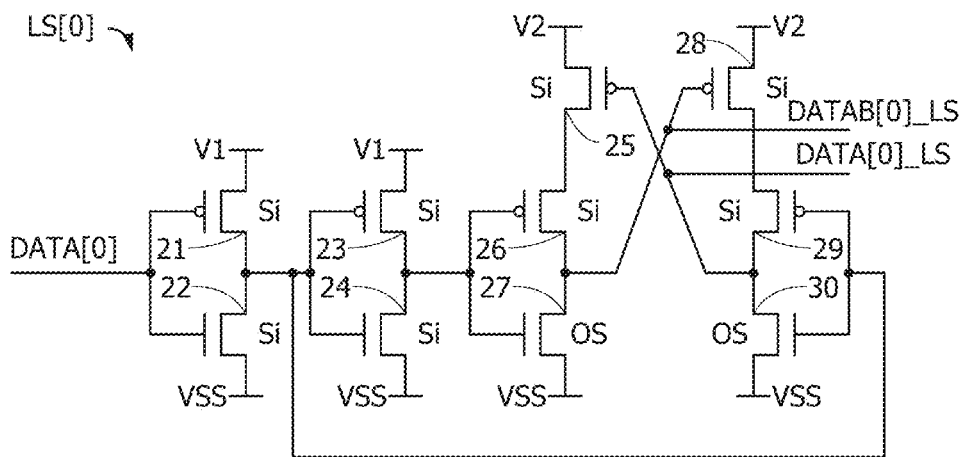 LS[0]
V2
28
V2
Si
Si
DATAB[0]_LS
25
V1
V1
DATA[0]_LS
Si
Si
Si
Si
DATA[0]
21
23
26
29
22
24
27
30
Si
Si
OS
OS
VSS
VSS
VSS
VSS